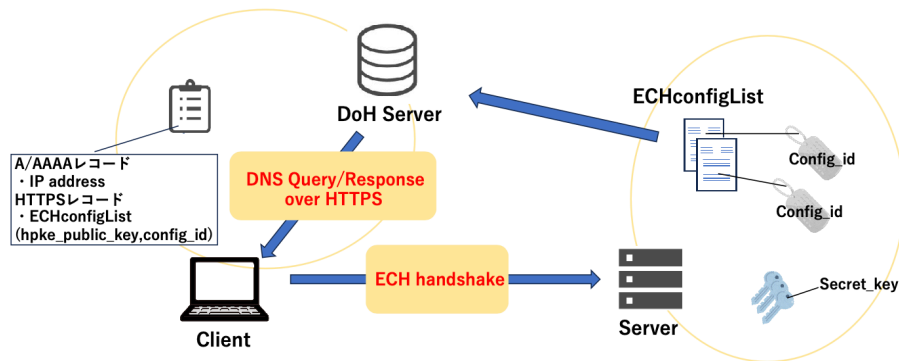 DoH Server
ECHconfigList
Config_id
Config_id
A/AAAAレコード
・IP address
HTTPSレコード
・ECHconfigList
(hpke_public_key,config_id)
DNS Query/Response
over HTTPS
ECH handshake
Client
Server
Secret_key